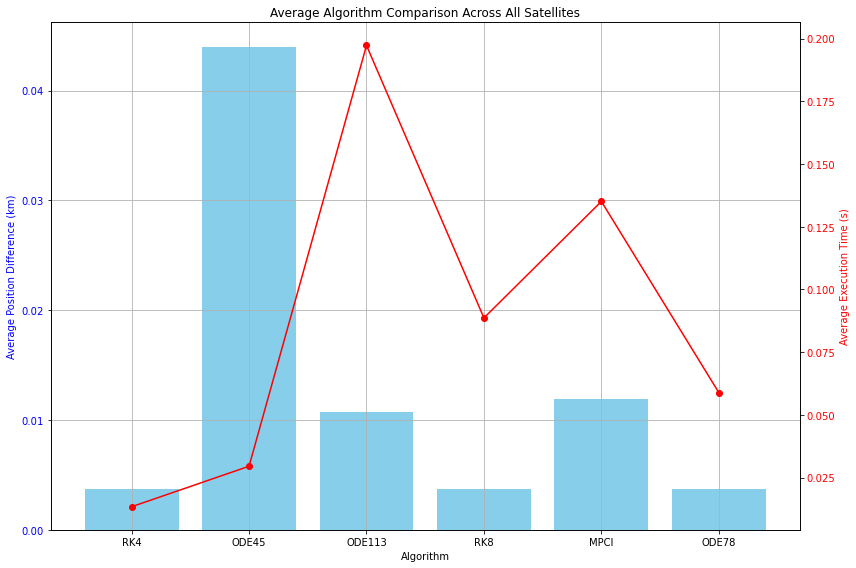 Average Algorithm Comparison Across All Satellites
Average Position Difference (km)
0.04
0.03
0.02
0.01
0.00
0.200
0.175
0.150
0.125
0.100
0.075
0.050
0.025
Average Execution Time (s)
RK4 ODE45 ODE113 RK8 MPCI ODE78
Algorithm